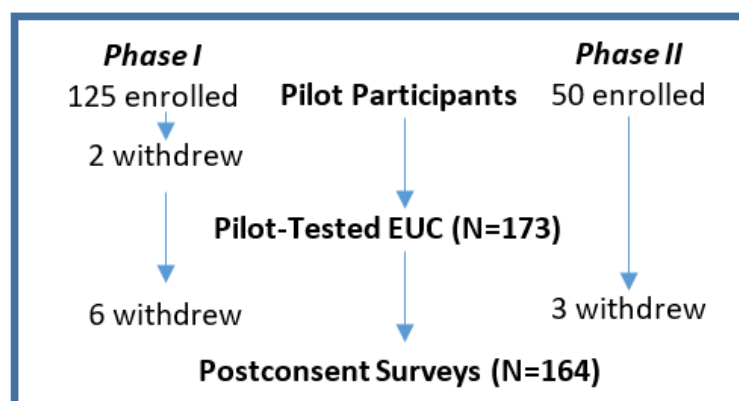 Phase I
Phase II
125 enrolled
Pilot Participants
50 enrolled
2 withdrew
Pilot-Tested EUC (N=173)
6 withdrew
3 withdrew
Postconsent Surveys (N=164)